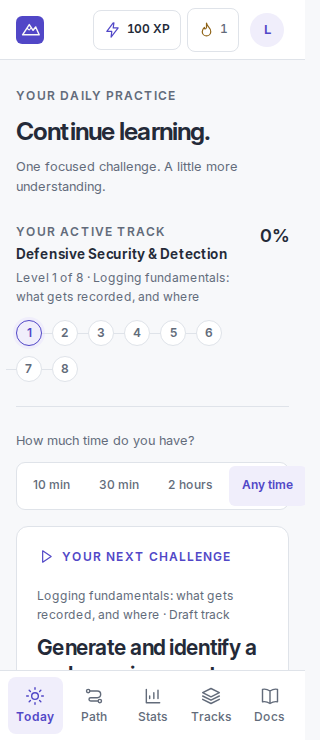 100 XP
1
L
YOUR DAILY PRACTICE
Continue learning.
One focused challenge. A little more
understanding.
YOUR ACTIVE TRACK
0%
Defensive Security & Detection
Level 1 of 8 · Logging fundamentals:
what gets recorded, and where
1 2 3 4 5 6
7 8
How much time do you have?
10 min 30 min 2 hours Any time
YOUR NEXT CHALLENGE
Logging fundamentals: what gets
recorded, and where · Draft track
Generate and identify a
Today Path Stats Tracks Docs